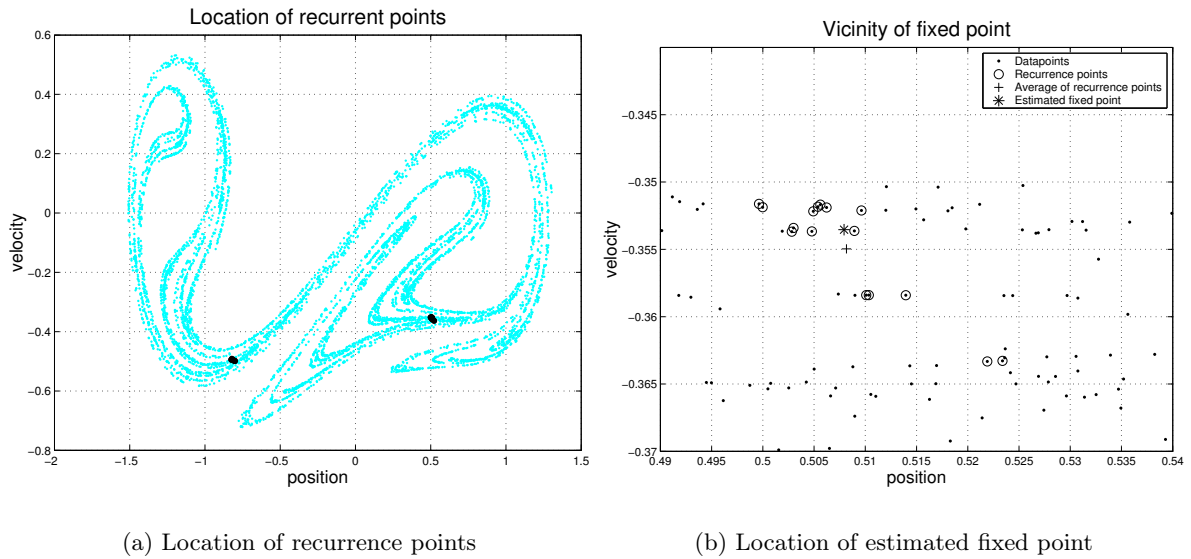 Location of recurrent points
0.6
0.4
0.2
0
−0.2
−0.4
−0.6
−0.8
velocity
−2
−1.5
−1
−0.5
0
0.5
1
1.5
position
(a) Location of recurrence points
Vicinity of fixed point
Datapoints
Recurrence points
Average of recurrence points
Estimated fixed point
−0.345
−0.35
−0.355
−0.36
−0.365
−0.37
velocity
0.49
0.495
0.5
0.505
0.51
0.515
0.52
0.525
0.53
0.535
0.54
position
(b) Location of estimated fixed point